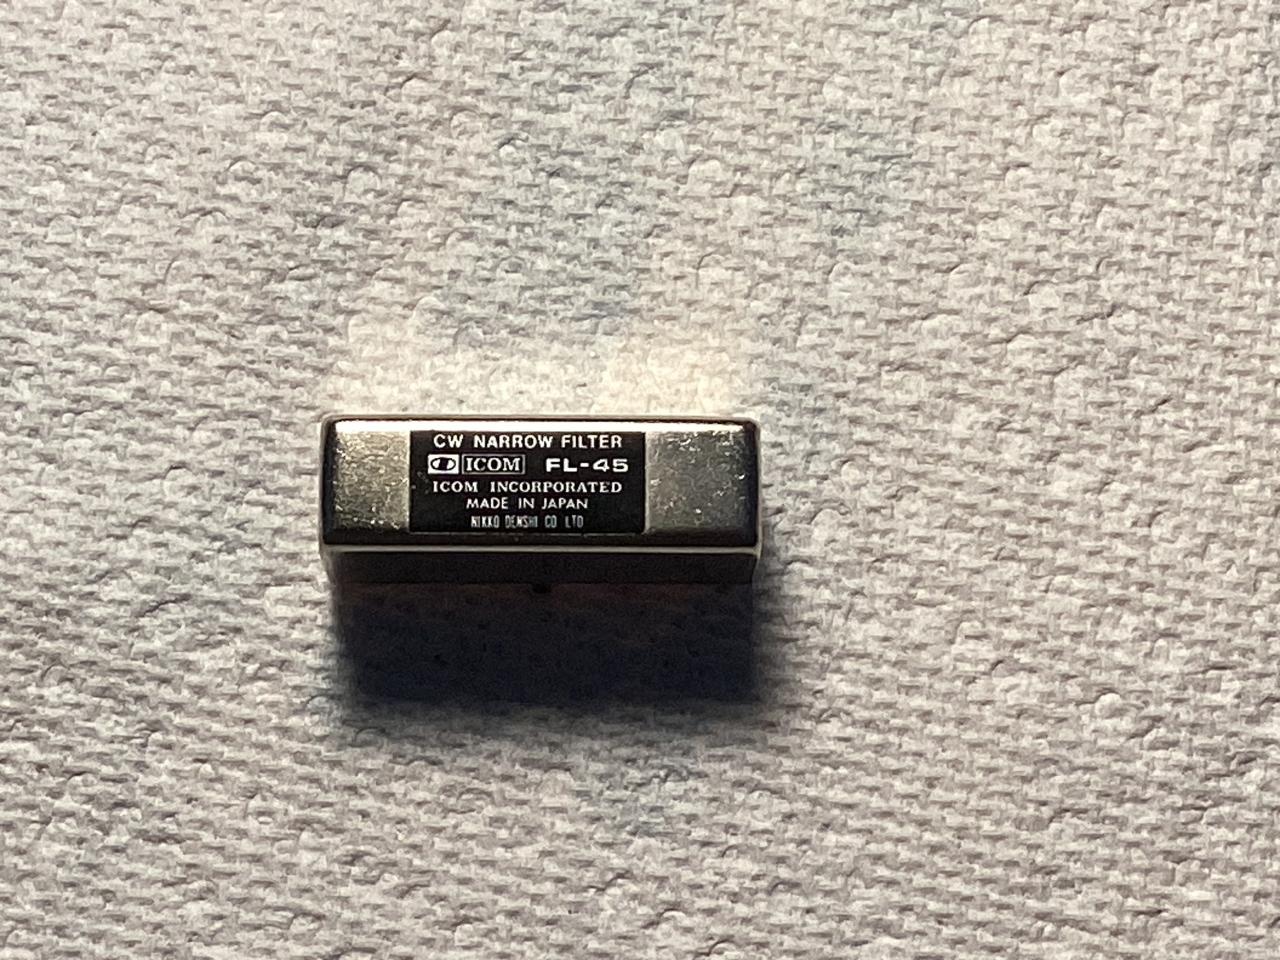 CW NARROW FILTER
ICOM FL-45
ICOM INCORPORATED
MADE IN JAPAN
NIKKO DENSHI CO LTD